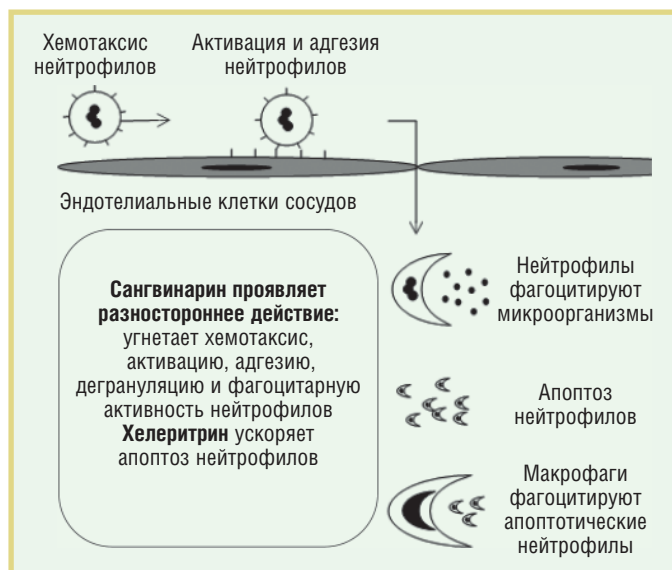 Хемотаксис
нейтрофилов
Активация и адгезия
нейтрофилов
Эндотелиальные клетки сосудов
Сангвинарин проявляет
разностороннее действие:
угнетает хемотаксис,
активацию, адгезию,
дегрануляцию и фагоцитарную
активность нейтрофилов
Хелеритрин ускоряет
апоптоз нейтрофилов
Нейтрофилы
фагоцитируют
микроорганизмы
Апоптоз
нейтрофилов
Макрофаги
фагоцитируют
апоптотические
нейтрофилы